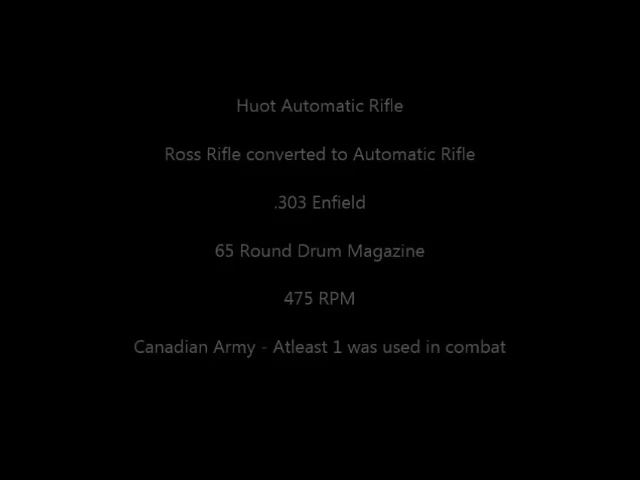 Huot Automatic Rifle
Ross Rifle converted to Automatic Rifle
.303 Enfield
65 Round Drum Magazine
475 RPM
Canadian Army - Atleast 1 was used in combat